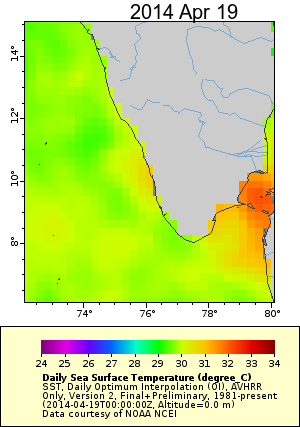 2014 Apr 19
14°
12°
10°
8°
74°
76°
78°
80°
24 25 26 27 28 29 30 31 32 33 34
Daily Sea Surface Temperature (degree_C)
SST, Daily Optimum Interpolation (OI), AVHRR
Only, Version 2, Final+Preliminary, 1981-present
(2014-04-19T00:00:00Z, Altitude=0.0 m)
Data courtesy of NOAA NCEI